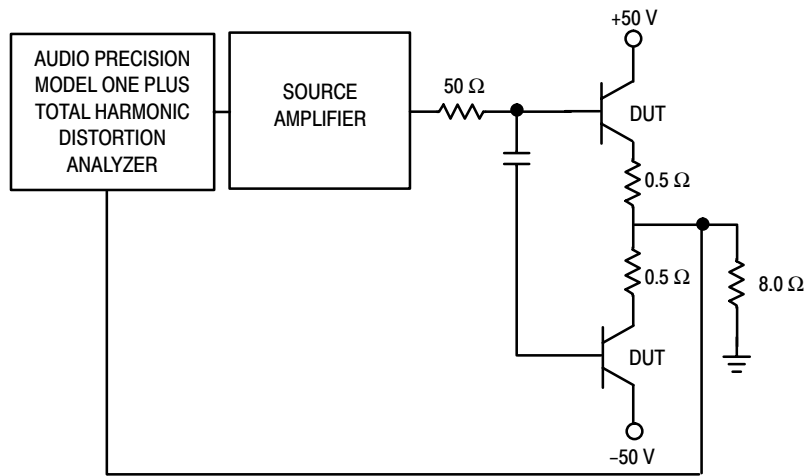 +50 V
AUDIO PRECISION
MODEL ONE PLUS
TOTAL HARMONIC
DISTORTION
ANALYZER
SOURCE
AMPLIFIER
50 Ω
DUT
0.5 Ω
0.5 Ω
8.0 Ω
DUT
−50 V